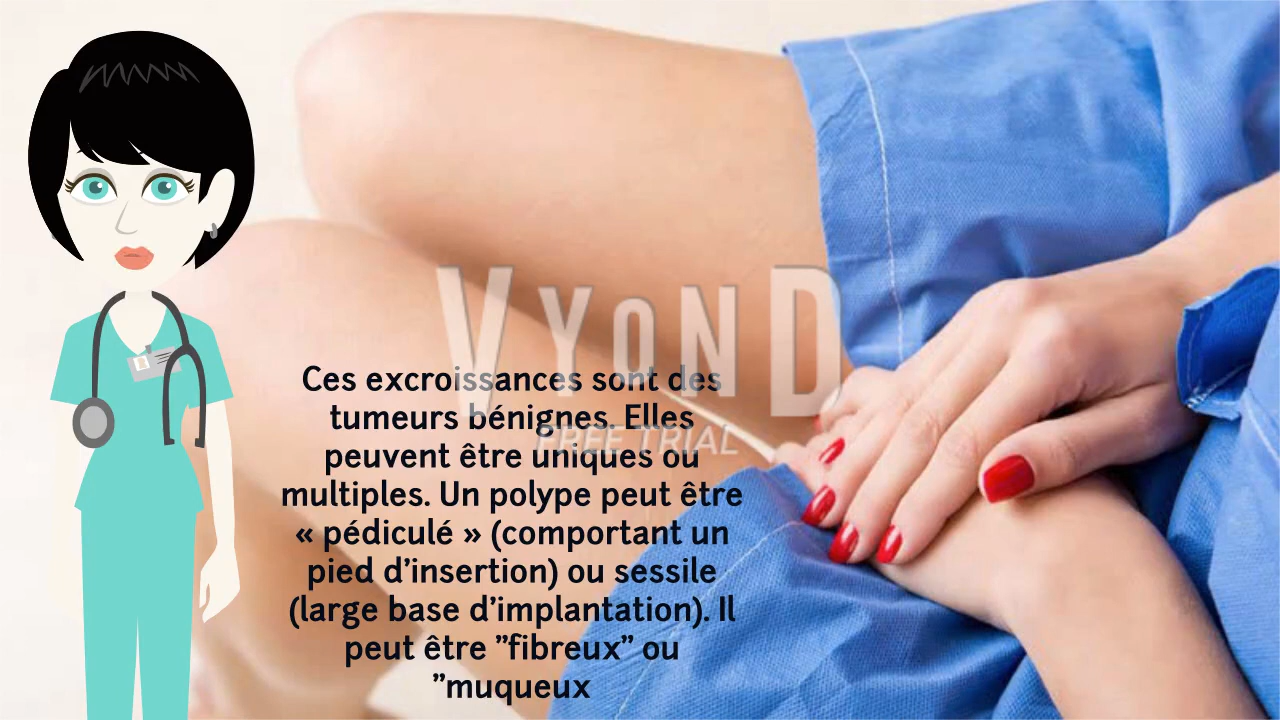 VYOND
FREE TRIAL
Ces excroissances sont des
tumeurs bénignes. Elles
peuvent être uniques ou
multiples. Un polype peut être
« pédiculé » (comportant un
pied d’insertion) ou sessile
(large base d’implantation). Il
peut être ”fibreux” ou
”muqueux